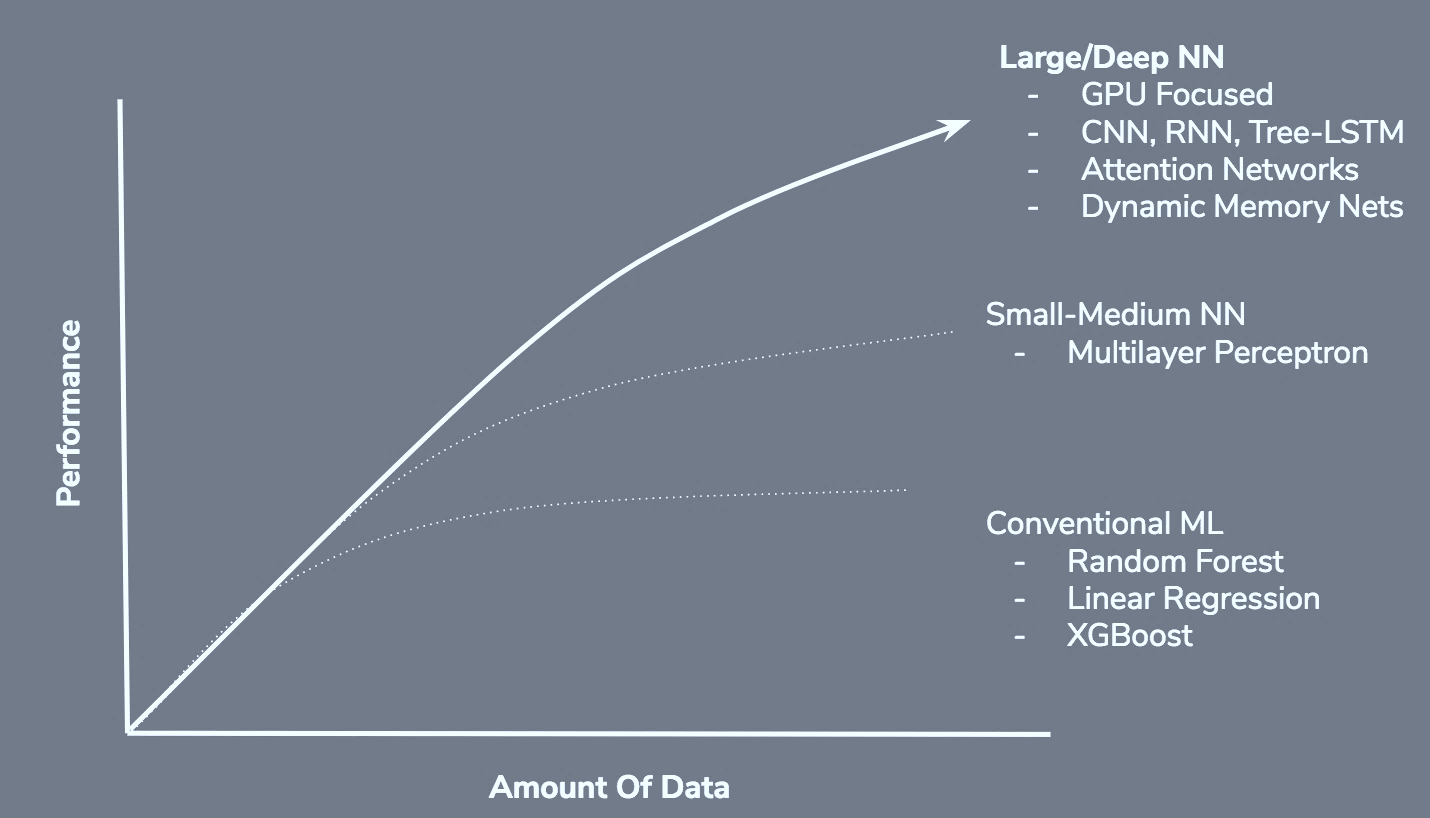 Large/Deep NN
- GPU Focused
- CNN, RNN, Tree-LSTM
- Attention Networks
- Dynamic Memory Nets
Small-Medium NN
- Multilayer Perceptron
Conventional ML
- Random Forest
- Linear Regression
- XGBoost
Performance
Amount Of Data